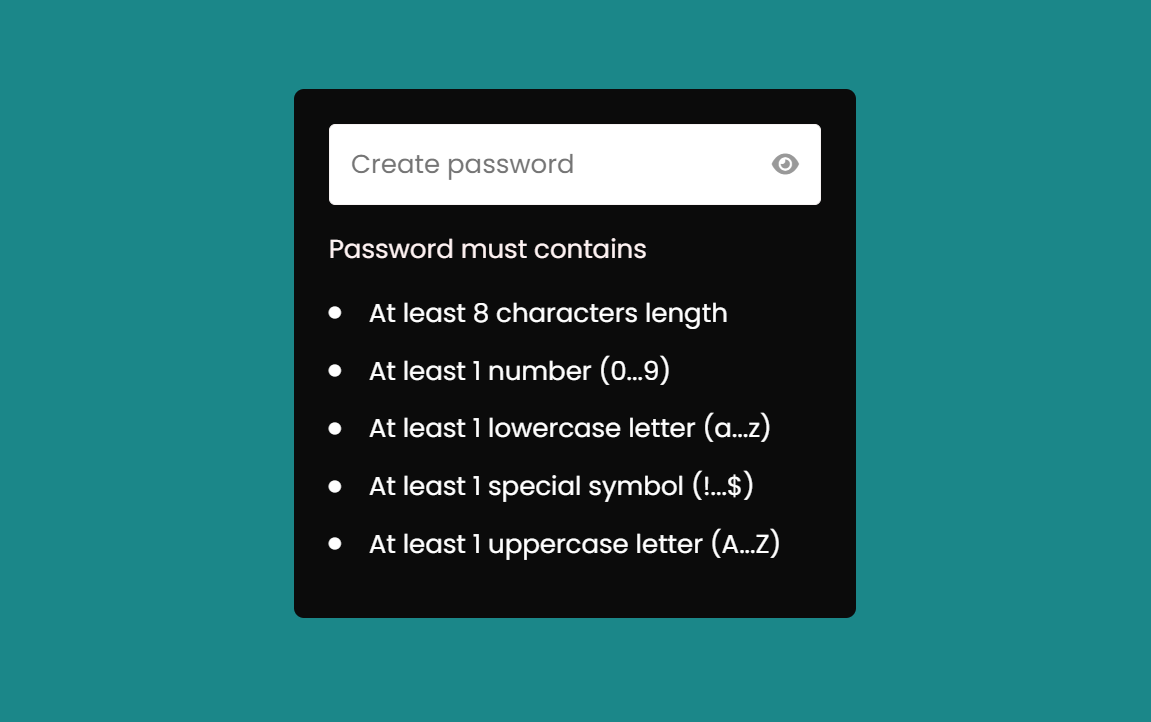 Create password
Password must contains
At least 8 characters length
At least 1 number (0...9)
At least 1 lowercase letter (a...z)
At least 1 special symbol (!...$)
At least 1 uppercase letter (A...Z)